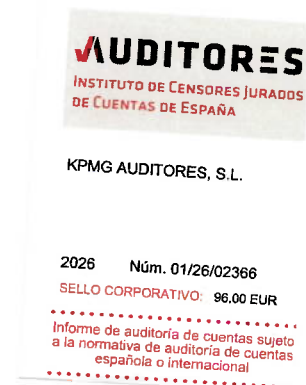 AUDITORES
INSTITUTO DE CENSORES JURADOS
DE CUENTAS DE ESPAÑA
KPMG AUDITORES, S.L.
2026 Núm. 01/26/02366
SELLO CORPORATIVO: 96.00 EUR
Informe de auditoría de cuentas sujeto
a la normativa de auditoría de cuentas
española o internacional